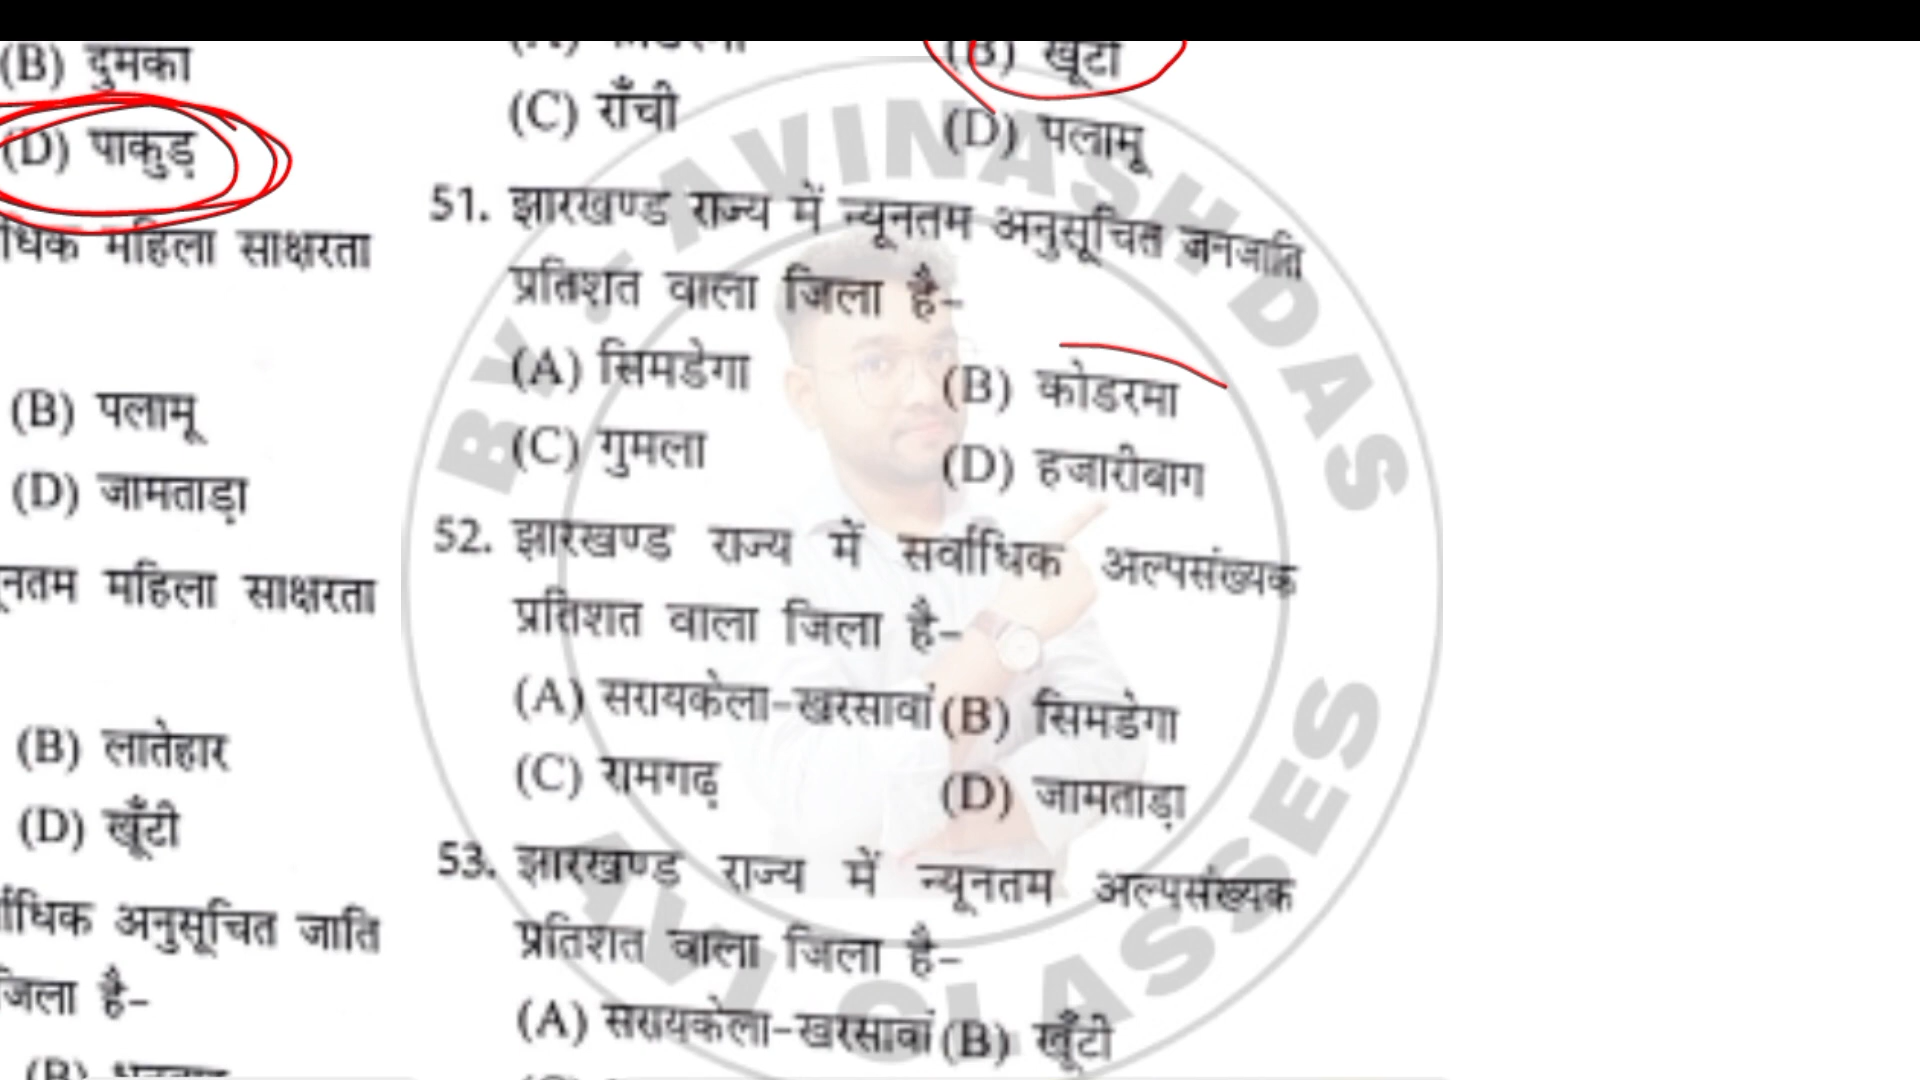 (B) दुमका
(D) पाकुड़
महिला साक्षरता
(B) पलामू
(D) जामताड़ा
महिला साक्षरता
(B) लातेहार
(D) खूँटी
अनुसूचित जाति
जिला है-
(B) खूँटी
(C) राँची
(D) पलामू
51. झारखण्ड राज्य में न्यूनतम अनुसूचित जनजाति
प्रतिशत वाला जिला है-
(A) सिमडेगा (B) कोडरमा
(C) गुमला (D) हजारीबाग
52. झारखण्ड राज्य में सर्वाधिक अल्पसंख्यक
प्रतिशत वाला जिला है-
(A) सरायकेला-खरसावां (B) सिमडेगा
(C) रामगढ़ (D) जामताड़ा
53. झारखण्ड राज्य में न्यूनतम अल्पसंख्यक
प्रतिशत वाला जिला है-
(A) सरायकेला-खरसावां (B) खूँटी
BY - AVINASH DAS
AVI CLASSES